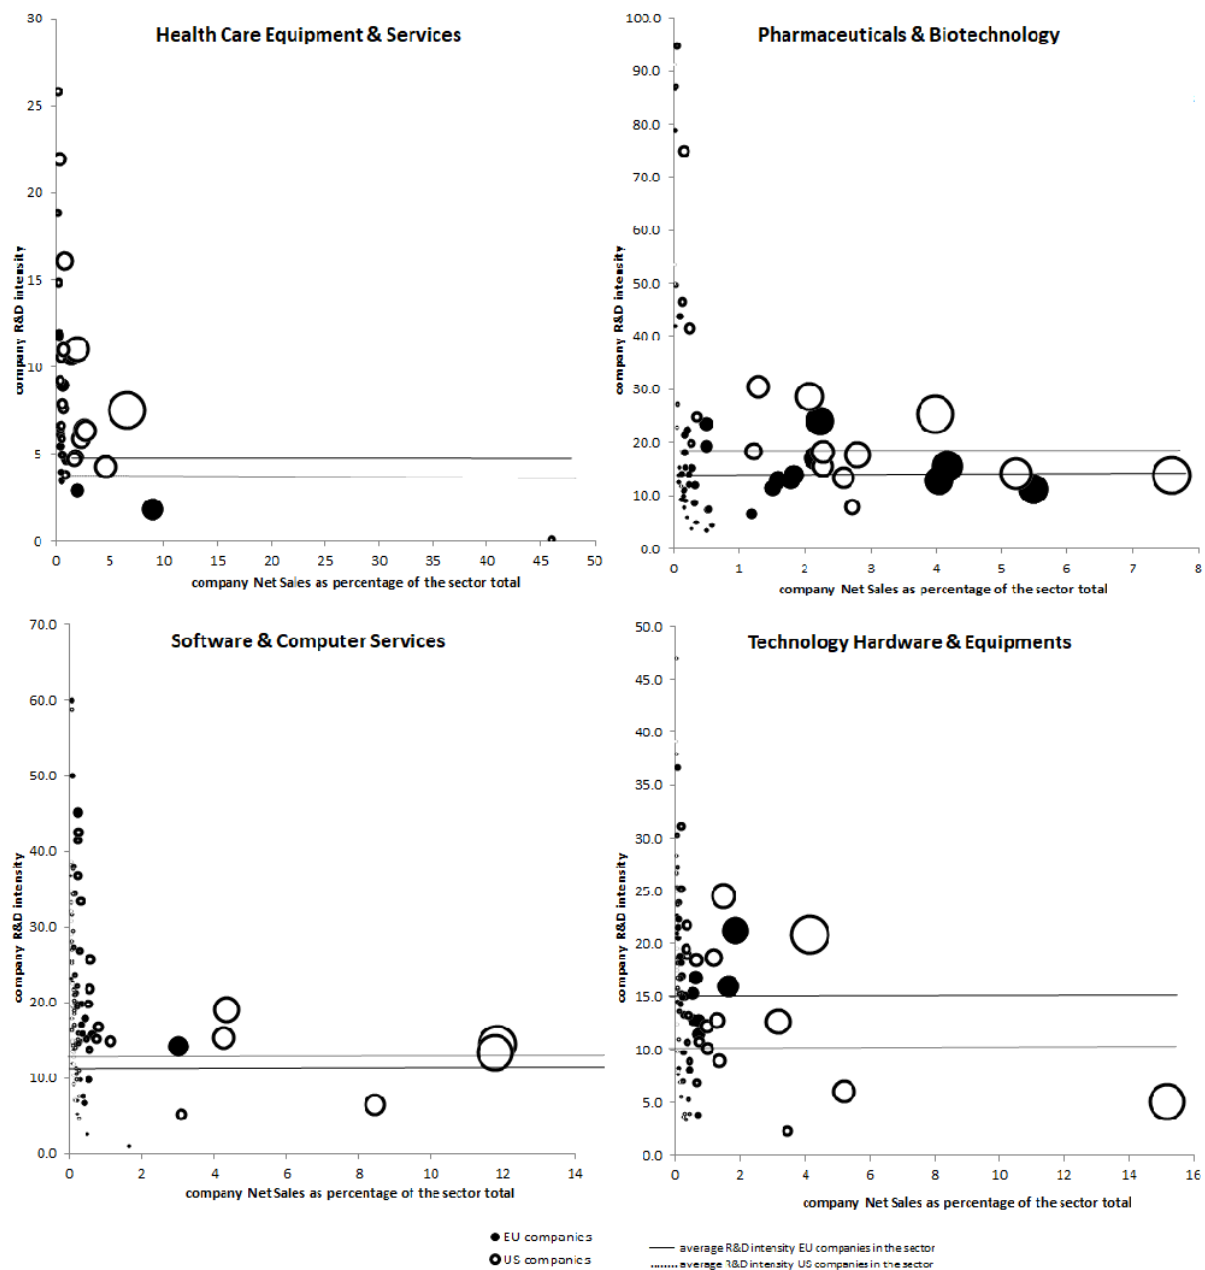 Health Care Equipment & Services
30
25
20
15
10
5
0
company R&D intensity
0 5 10 15 20 25 30 35 40 45 50
company Net Sales as percentage of the sector total
Pharmaceuticals & Biotechnology
100.0
90.0
80.0
70.0
60.0
50.0
40.0
30.0
20.0
10.0
0.0
company R&D intensity
0 1 2 3 4 5 6 7 8
company Net Sales as percentage of the sector total
Software & Computer Services
70.0
60.0
50.0
40.0
30.0
20.0
10.0
0.0
company R&D intensity
0 2 4 6 8 10 12 14
company Net Sales as percentage of the sector total
Technology Hardware & Equipments
50.0
45.0
40.0
35.0
30.0
25.0
20.0
15.0
10.0
5.0
0.0
company R&D intensity
0 2 4 6 8 10 12 14 16
company Net Sales as percentage of the sector total
EU companies
US companies
average R&D intensity EU companies in the sector
average R&D intensity US companies in the sector